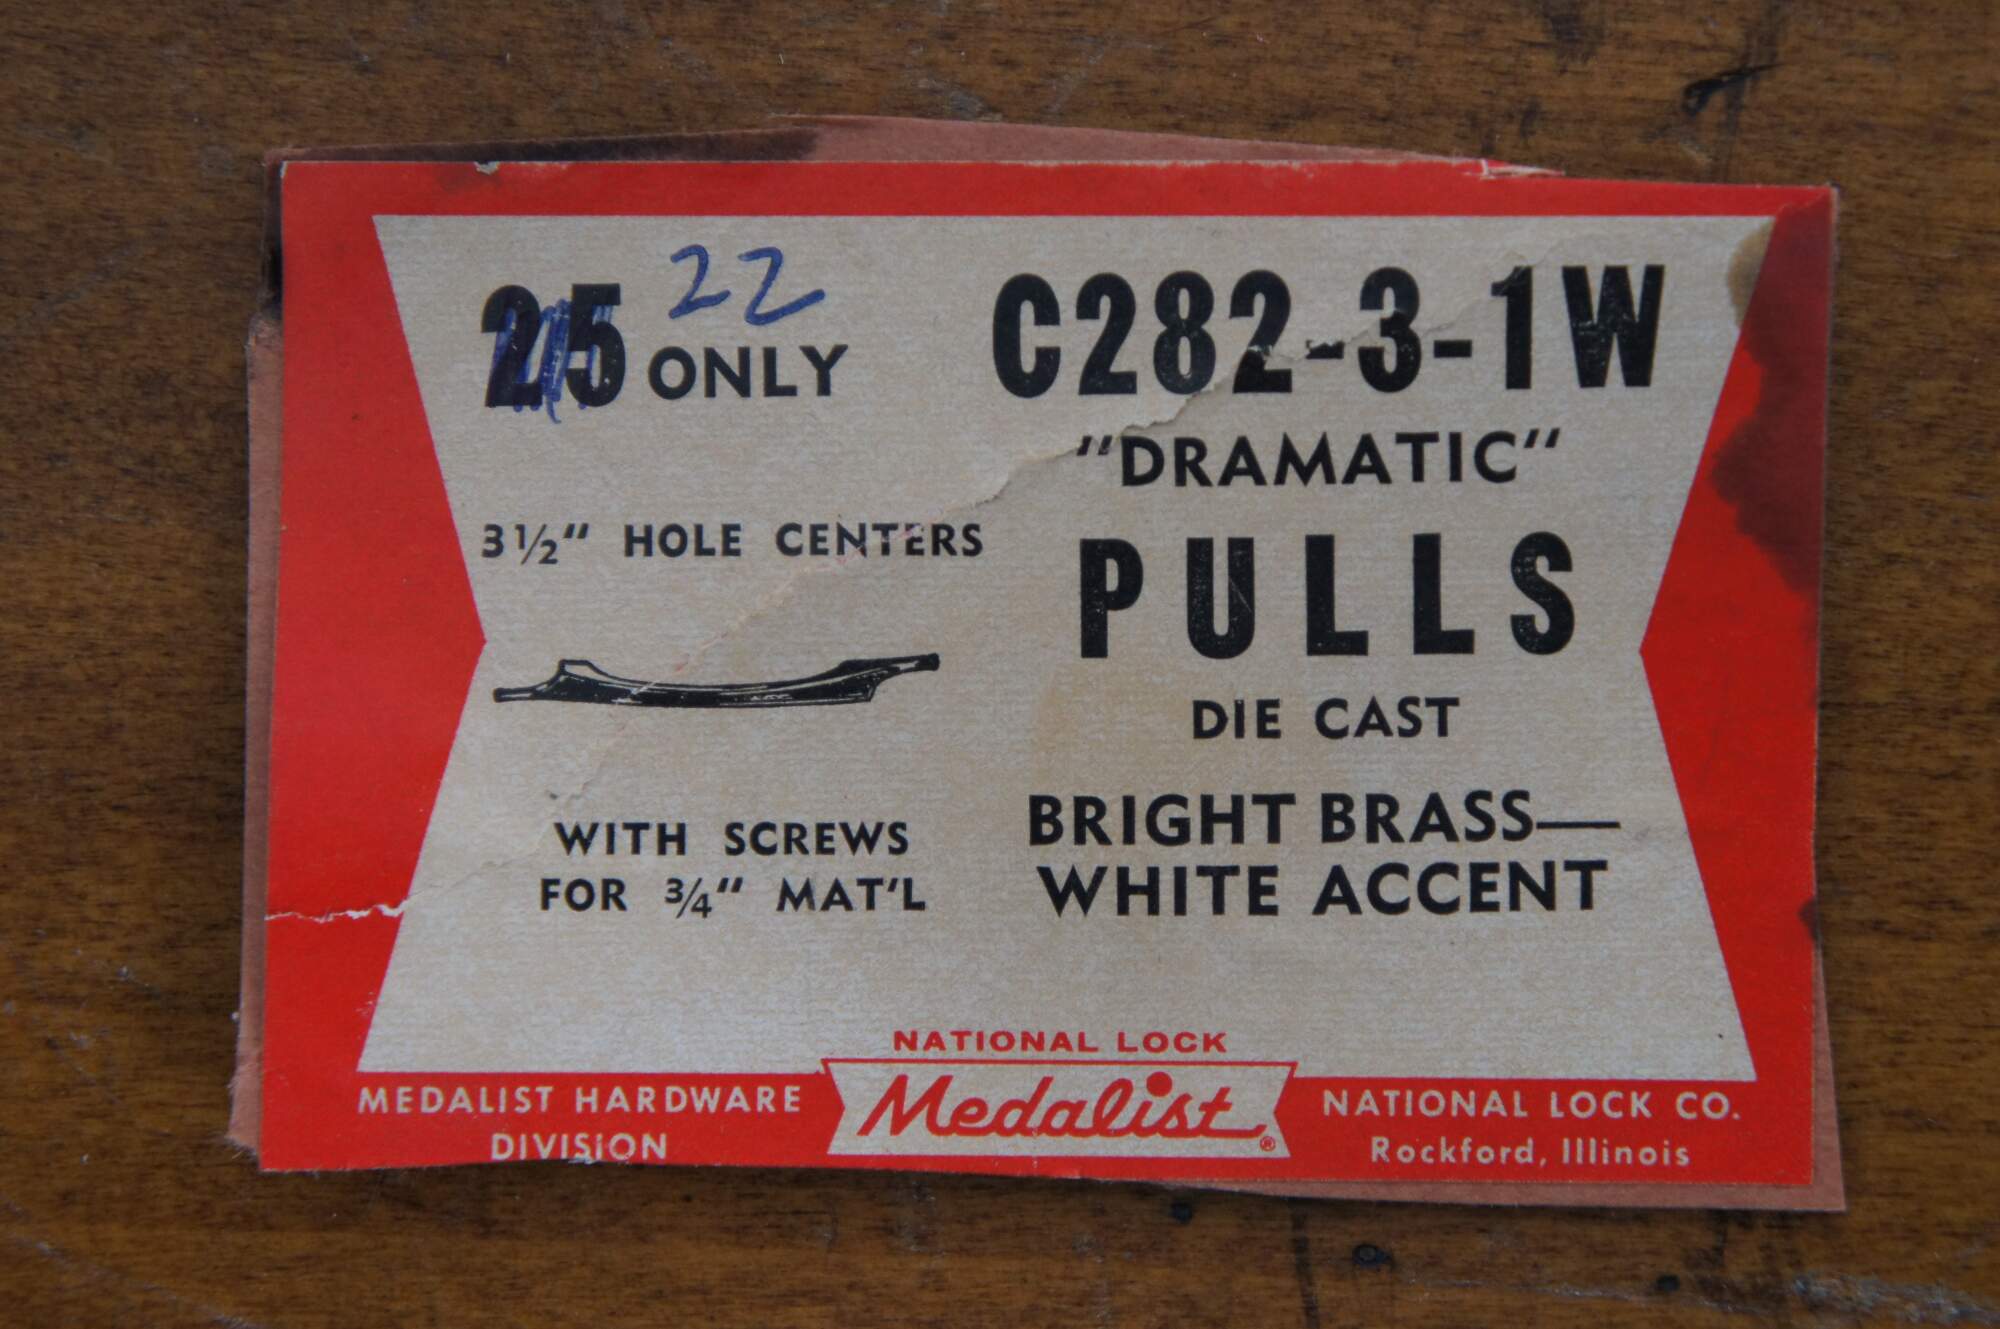 22
25 ONLY
C282-3-1W
"DRAMATIC"
3½" HOLE CENTERS
PULLS
DIE CAST
WITH SCREWS
FOR ¾" MAT'L
BRIGHT BRASS—
WHITE ACCENT
NATIONAL LOCK
Medalist®
MEDALIST HARDWARE
DIVISION
NATIONAL LOCK CO.
Rockford, Illinois